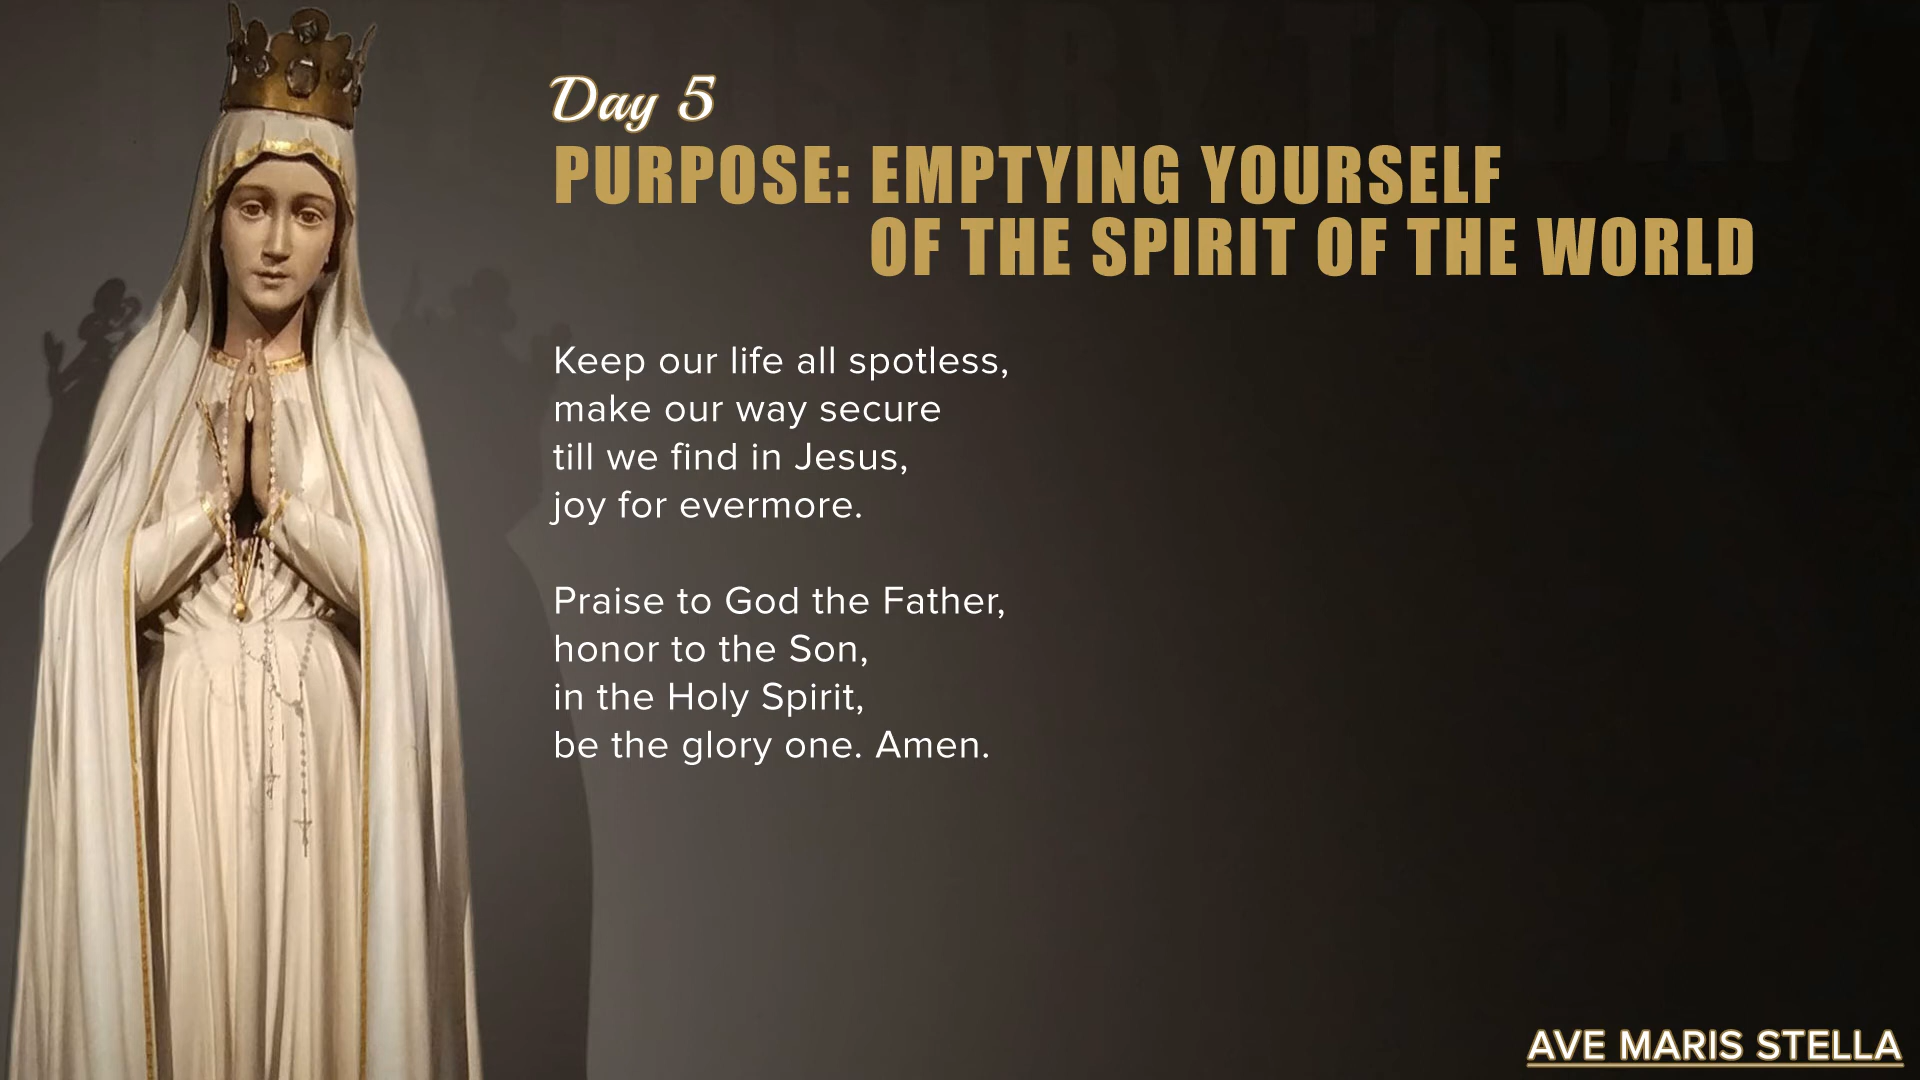 Day 5
PURPOSE: EMPTYING YOURSELF
OF THE SPIRIT OF THE WORLD
Keep our life all spotless,
make our way secure
till we find in Jesus,
joy for evermore.
Praise to God the Father,
honor to the Son,
in the Holy Spirit,
be the glory one. Amen.
AVE MARIS STELLA